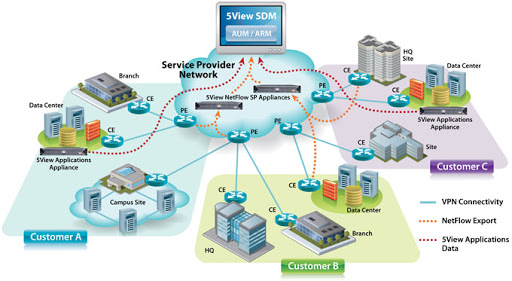 5View SDM
AUM / ARM
Service Provider
Network
HQ
Site
Data Center
Branch
CE
CE
CE
5View NetFlow SP Appliances
Data Center
CE
PE
PE
5View Applications
Appliance
CE
PE
PE
5View Applications
Appliance
CE
Site
Customer C
CE
Campus Site
CE
CE
Data Center
VPN Connectivity
NetFlow Export
5View Applications
Data
Customer A
HQ
CE
Branch
Customer B